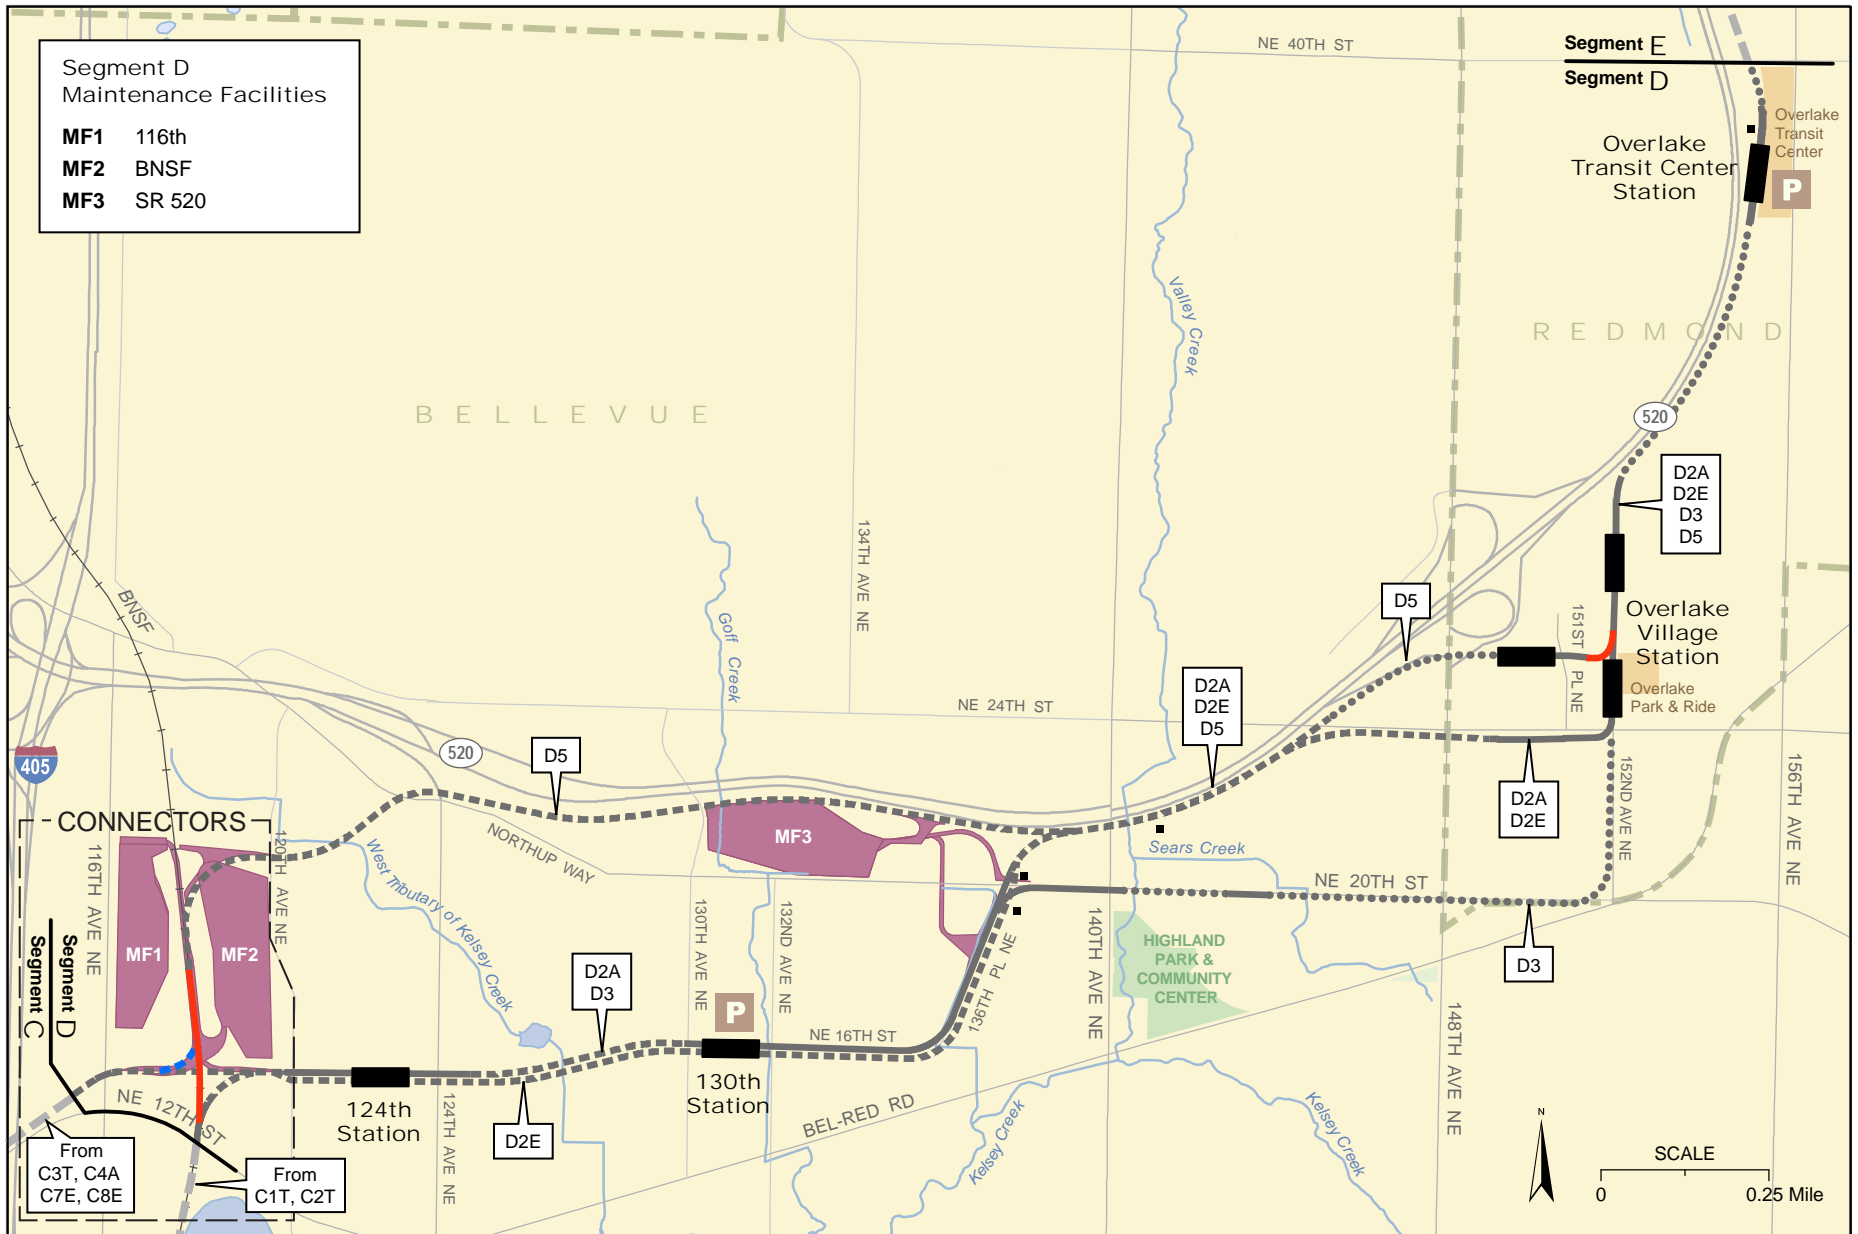 Segment D
Maintenance Facilities
MF1 116th
MF2 BNSF
MF3 SR 520
NE 40TH ST
Segment E
Segment D
Overlake
Transit
Center
Overlake
Transit Center
Station
P
REDMOND
BELLEVUE
Valley Creek
520
D2A
D2E
D3
D5
134TH AVE NE
BNSF
Goff Creek
D5
151ST PL NE
Overlake
Village
Station
Overlake
Park & Ride
D2A
D2E
D5
NE 24TH ST
520
D5
405
D2A
D2E
152ND AVE NE
156TH AVE NE
CONNECTORS
116TH AVE NE
120TH AVE NE
NORTHUP WAY
MF3
Sears Creek
West Tributary of Kelsey Creek
NE 20TH ST
130TH AVE NE
132ND AVE NE
136TH PL NE
140TH AVE NE
HIGHLAND
PARK &
COMMUNITY
CENTER
D3
Segment C
Segment D
MF1
MF2
D2A
D3
P
NE 16TH ST
148TH AVE NE
NE 12TH ST
124th
Station
124TH AVE NE
D2E
130th
Station
BEL-RED RD
Kelsey Creek
Kelsey Creek
From
C3T, C4A
C7E, C8E
From
C1T, C2T
N
SCALE
0 0.25 Mile